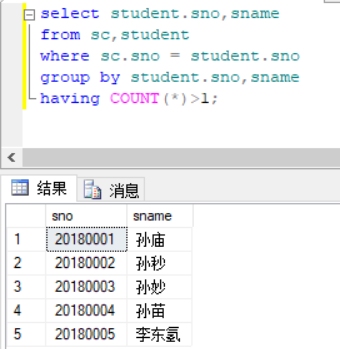 select student.sno,sname
from sc,student
where sc.sno = student.sno
group by student.sno,sname
having COUNT(*)>1;
结果 消息
sno sname
1 20180001 孙庙
2 20180002 孙秒
3 20180003 孙妙
4 20180004 孙苗
5 20180005 李东氢